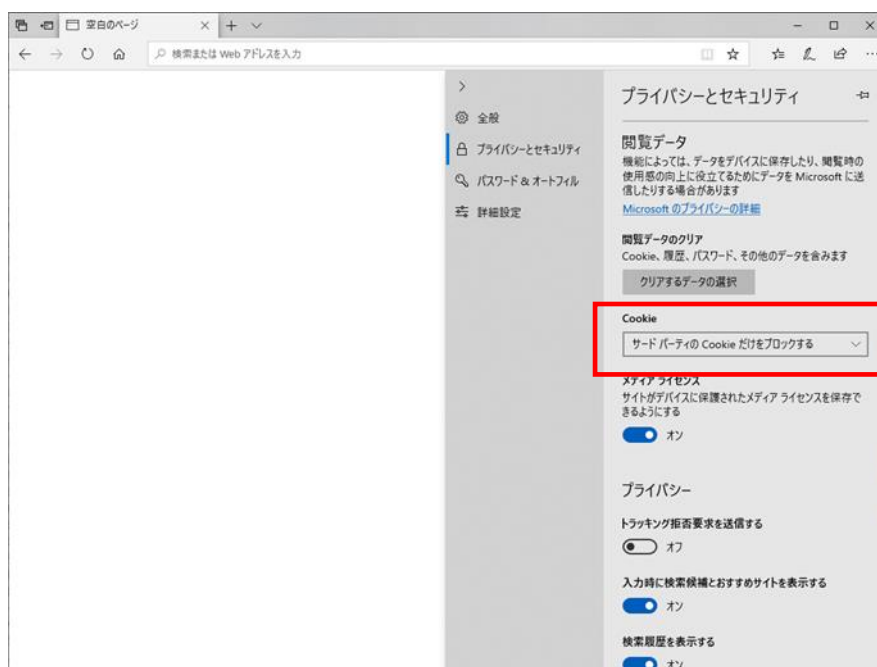 空白のページ
検索または Web アドレスを入力
全般
プライバシーとセキュリティ
パスワード & オートフィル
詳細設定
プライバシーとセキュリティ
閲覧データ
機能によっては、データをデバイスに保存したり、閲覧時の
使用感の向上に役立てるためにデータを Microsoft に送
信したりする場合があります
Microsoft のプライバシーの詳細
閲覧データのクリア
Cookie、履歴、パスワード、その他のデータを含みます
クリアするデータの選択
Cookie
サード パーティの Cookie だけをブロックする
メディア ライセンス
サイトがデバイスに保護されたメディア ライセンスを保存で
きるようにする
オン
プライバシー
トラッキング拒否要求を送信する
オフ
入力時に検索候補とおすすめサイトを表示する
オン
検索履歴を表示する
オン